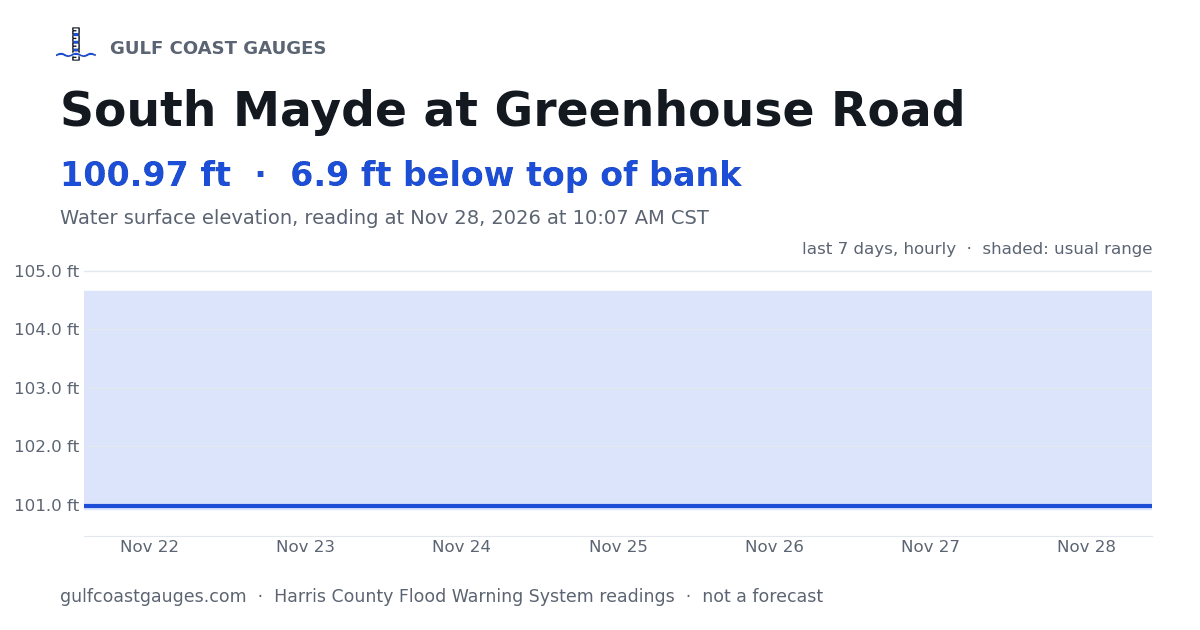 GULF COAST GAUGES
South Mayde at Greenhouse Road
100.97 ft · 6.9 ft below top of bank
Water surface elevation, reading at Nov 28, 2026 at 10:07 AM CST
last 7 days, hourly · shaded: usual range
105.0 ft
104.0 ft
103.0 ft
102.0 ft
101.0 ft
Nov 22 Nov 23 Nov 24 Nov 25 Nov 26 Nov 27 Nov 28
gulfcoastgauges.com · Harris County Flood Warning System readings · not a forecast